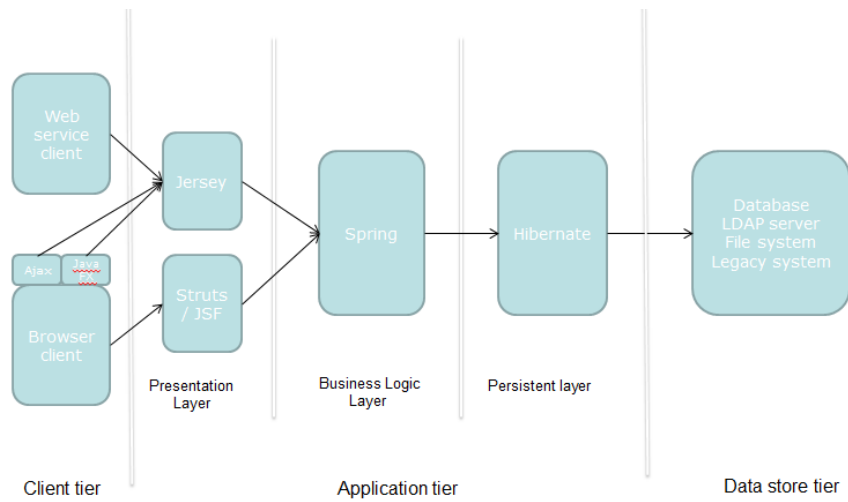 Web
service
client
Ajax
Java
FX
Browser
client
Jersey
Struts
/ JSF
Presentation
Layer
Spring
Business Logic
Layer
Hibernate
Persistent layer
Database
LDAP server
File system
Legacy system
Client tier
Application tier
Data store tier